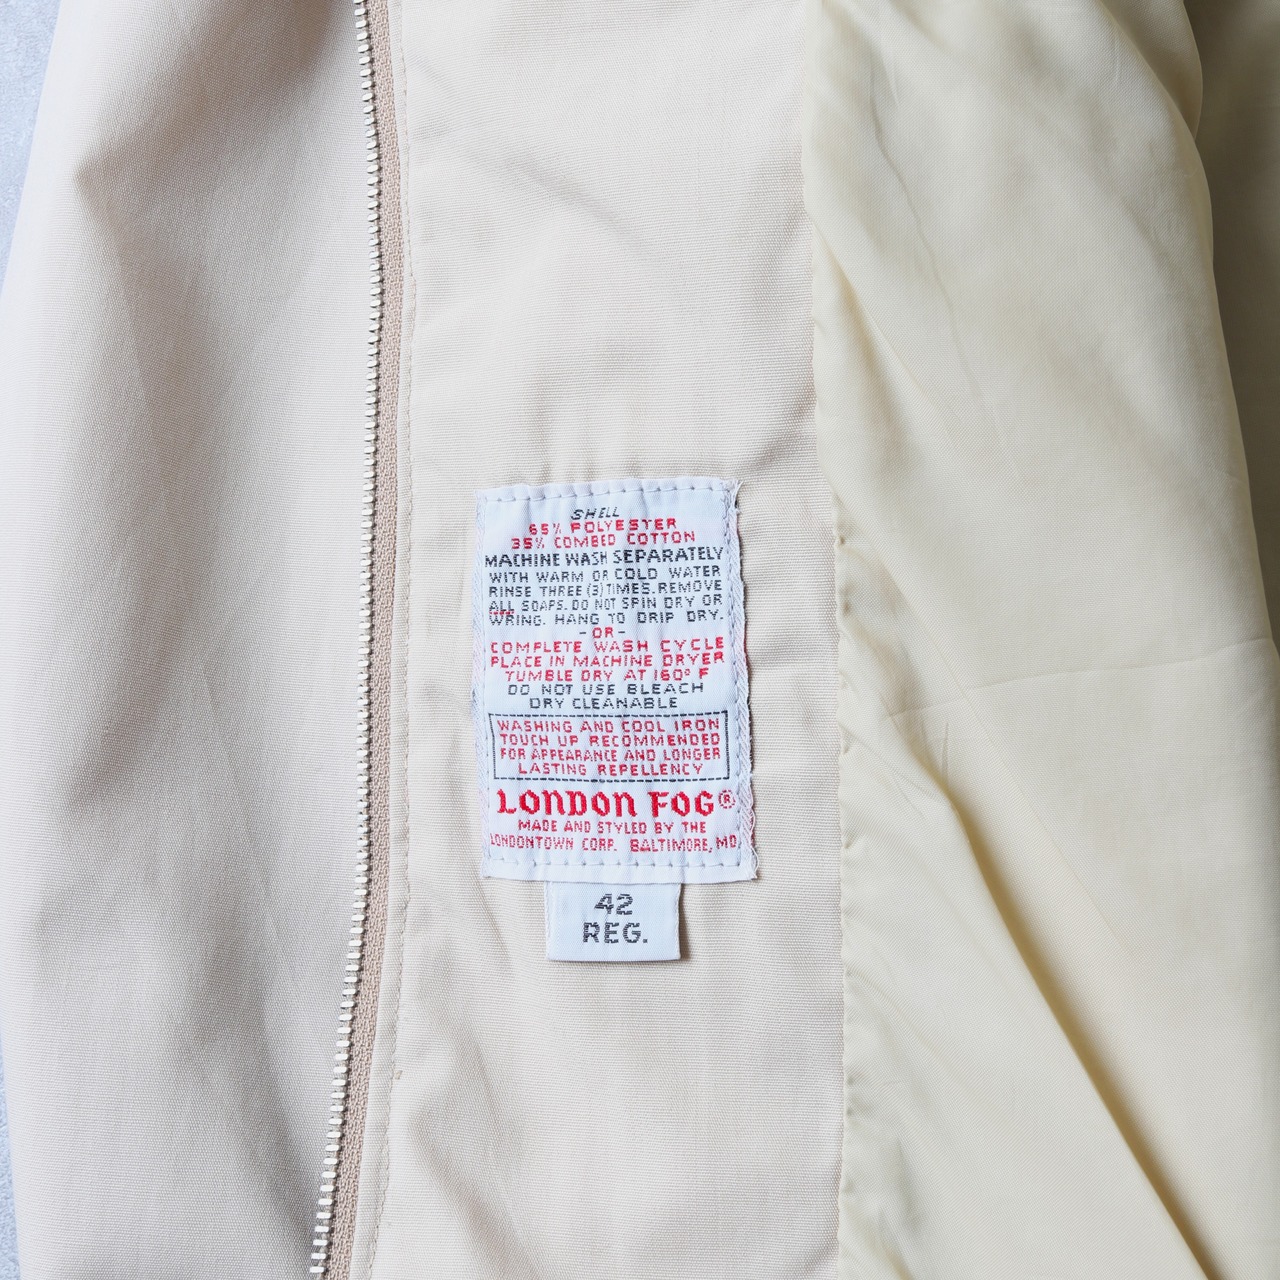 SHELL
65% POLYESTER
35% COMBED COTTON
MACHINE WASH SEPARATELY
WITH WARM OR COLD WATER
RINSE THREE (3) TIMES. REMOVE
ALL SOAPS. DO NOT SPIN DRY OR
WRING. HANG TO DRIP DRY.
-OR-
COMPLETE WASH CYCLE
PLACE IN MACHINE DRYER
TUMBLE DRY AT 160° F
DO NOT USE BLEACH
DRY CLEANABLE
WASHING AND COOL IRON
TOUCH UP RECOMMENDED
FOR APPEARANCE AND LONGER
LASTING REPELLENCY
LONDON FOG®
MADE AND STYLED BY THE
LONDONTOWN CORP. BALTIMORE, MD.
42
REG.